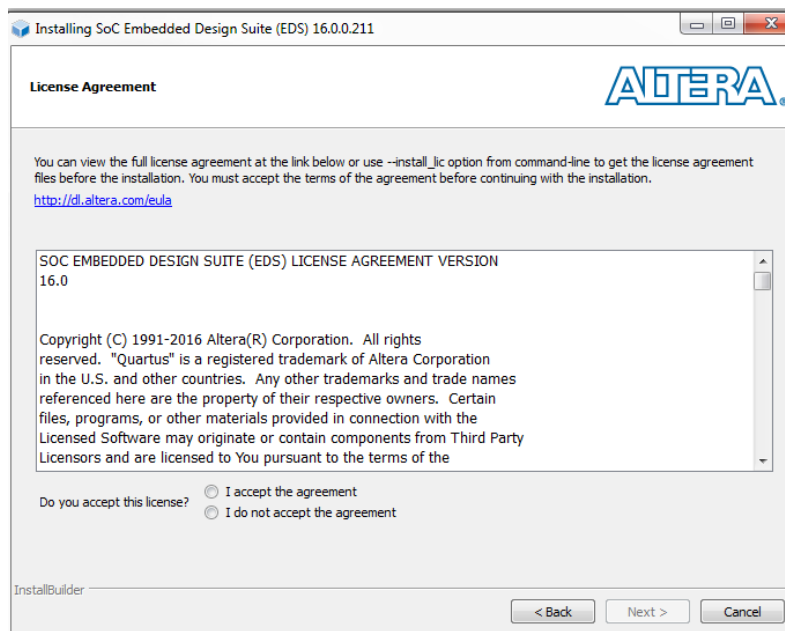 Installing SoC Embedded Design Suite (EDS) 16.0.0.211
License Agreement
ALTERA®
You can view the full license agreement at the link below or use --install_lic option from command-line to get the license agreement
files before the installation. You must accept the terms of the agreement before continuing with the installation.
http://dl.altera.com/eula
SOC EMBEDDED DESIGN SUITE (EDS) LICENSE AGREEMENT VERSION
16.0
Copyright (C) 1991-2016 Altera(R) Corporation.  All rights
reserved.  "Quartus" is a registered trademark of Altera Corporation
in the U.S. and other countries.  Any other trademarks and trade names
referenced here are the property of their respective owners.  Certain
files, programs, or other materials provided in connection with the
Licensed Software may originate or contain components from Third Party
Licensors and are licensed to You pursuant to the terms of the
Do you accept this license?
I accept the agreement
I do not accept the agreement
InstallBuilder
< Back
Next >
Cancel